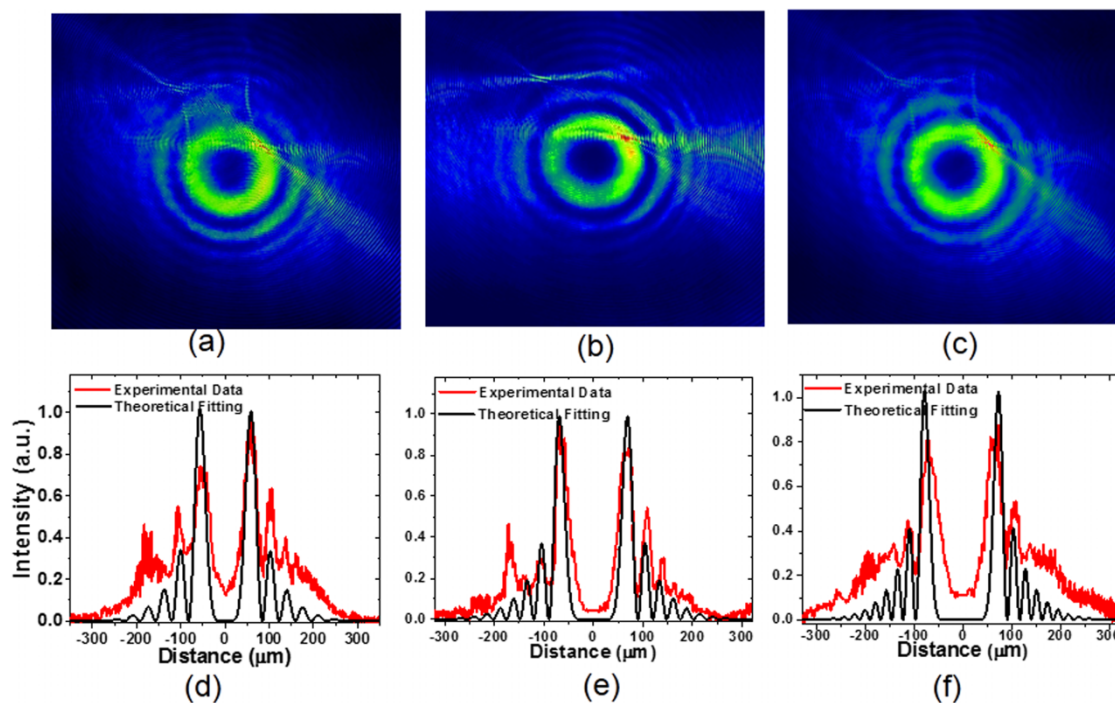 (a)
(b)
(c)
Experimental Data
Theoretical Fitting
Intensity (a.u.)
1.0
0.8
0.6
0.4
0.2
0.0
-300 -200 -100 0 100 200 300
Distance (μm)
(d)
Experimental Data
Theoretical Fitting
1.0
0.8
0.6
0.4
0.2
0.0
-300 -200 -100 0 100 200 300
Distance (μm)
(e)
Experimental Data
Theoretical Fitting
1.0
0.8
0.6
0.4
0.2
0.0
-300 -200 -100 0 100 200 300
Distance (μm)
(f)